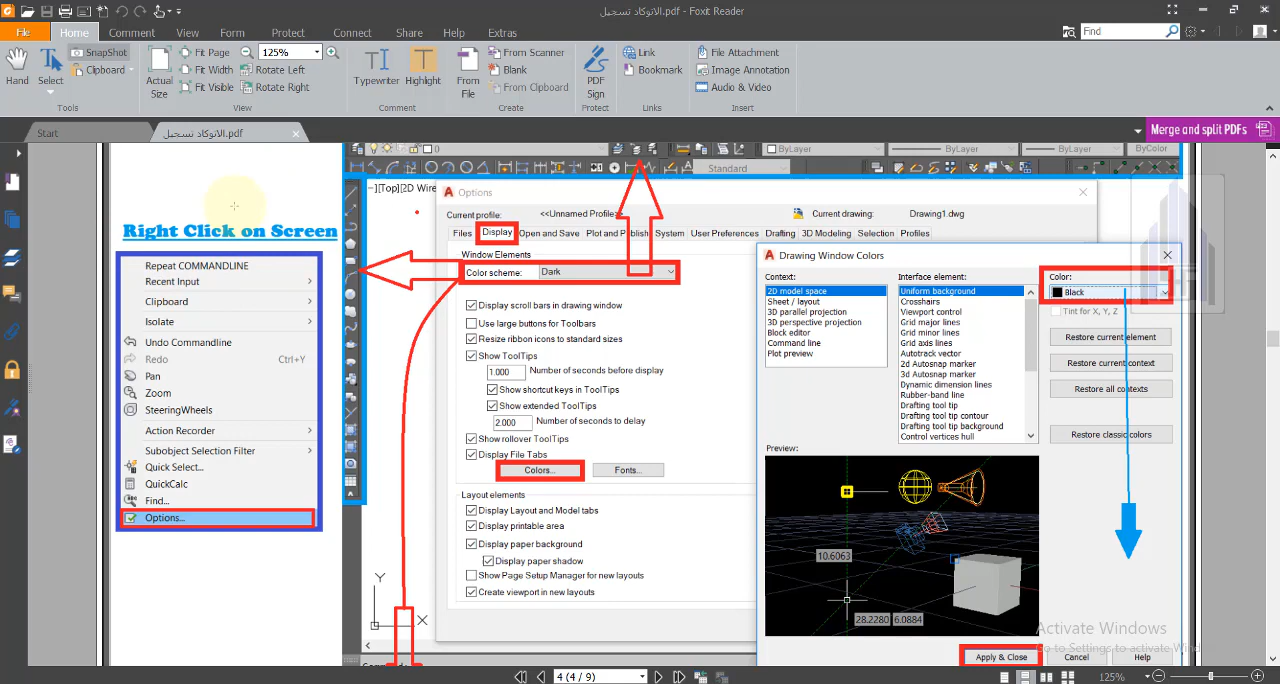 الاتوكاد نسجيل.pdf - Foxit Reader
File Home Comment View Form Protect Connect Share Help Extras
Find
Hand
Select
SnapShot
Clipboard
Tools
Actual Size
Fit Page
Fit Width
Fit Visible
125%
Rotate Left
Rotate Right
View
Typewriter
Highlight
Comment
From File
From Scanner
Blank
From Clipboard
Create
PDF Sign
Protect
Link
Bookmark
Links
File Attachment
Image Annotation
Audio & Video
Insert
Start
الاتوكاد نسجيل.pdf
Merge and split PDFs
0
ByLayer
ByLayer
ByLayer
ByColor
Standard
Right Click on Screen
Repeat COMMANDLINE
Recent Input
Clipboard
Isolate
Undo Commandline
Redo Ctrl+Y
Pan
Zoom
SteeringWheels
Action Recorder
Subobject Selection Filter
Quick Select...
QuickCalc
Find...
Options...
−][Top][2D Wire
Options
Current profile: <<Unnamed Profile>
Current drawing: Drawing1.dwg
Files Display Open and Save Plot and Publish System User Preferences Drafting 3D Modeling Selection Profiles
Window Elements
Color scheme: Dark
Display scroll bars in drawing window
Use large buttons for Toolbars
Resize ribbon icons to standard sizes
Show ToolTips
1.000 Number of seconds before display
Show shortcut keys in ToolTips
Show extended ToolTips
2.000 Number of seconds to delay
Show rollover ToolTips
Display File Tabs
Colors... Fonts...
Layout elements
Display Layout and Model tabs
Display printable area
Display paper background
Display paper shadow
Show Page Setup Manager for new layouts
Create viewport in new layouts
Y
X
Drawing Window Colors
Context:
2D model space
Sheet / layout
3D parallel projection
3D perspective projection
Block editor
Command line
Plot preview
Interface element:
Uniform background
Crosshairs
Viewport control
Grid major lines
Grid minor lines
Grid axis lines
Autotrack vector
2d Autosnap marker
3d Autosnap marker
Dynamic dimension lines
Rubber-band line
Drafting tool tip
Drafting tool tip contour
Drafting tool tip background
Control vertices hull
Color:
Black
Tint for X, Y, Z
Restore current element
Restore current context
Restore all contexts
Restore classic colors
Preview:
10.6063
28.2280 6.0884
Apply & Close Cancel Help
Activate Windows
Go to Settings to activate Win
4 (4 / 9)
125%